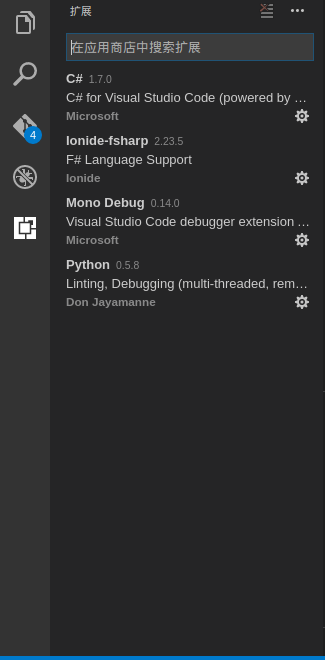 扩展
在应用商店中搜索扩展
C# 1.7.0
C# for Visual Studio Code (powered by ...
Microsoft
Ionide-fsharp 2.23.5
F# Language Support
Ionide
4
Mono Debug 0.14.0
Visual Studio Code debugger extension ...
Microsoft
Python 0.5.8
Linting, Debugging (multi-threaded, rem...
Don Jayamanne